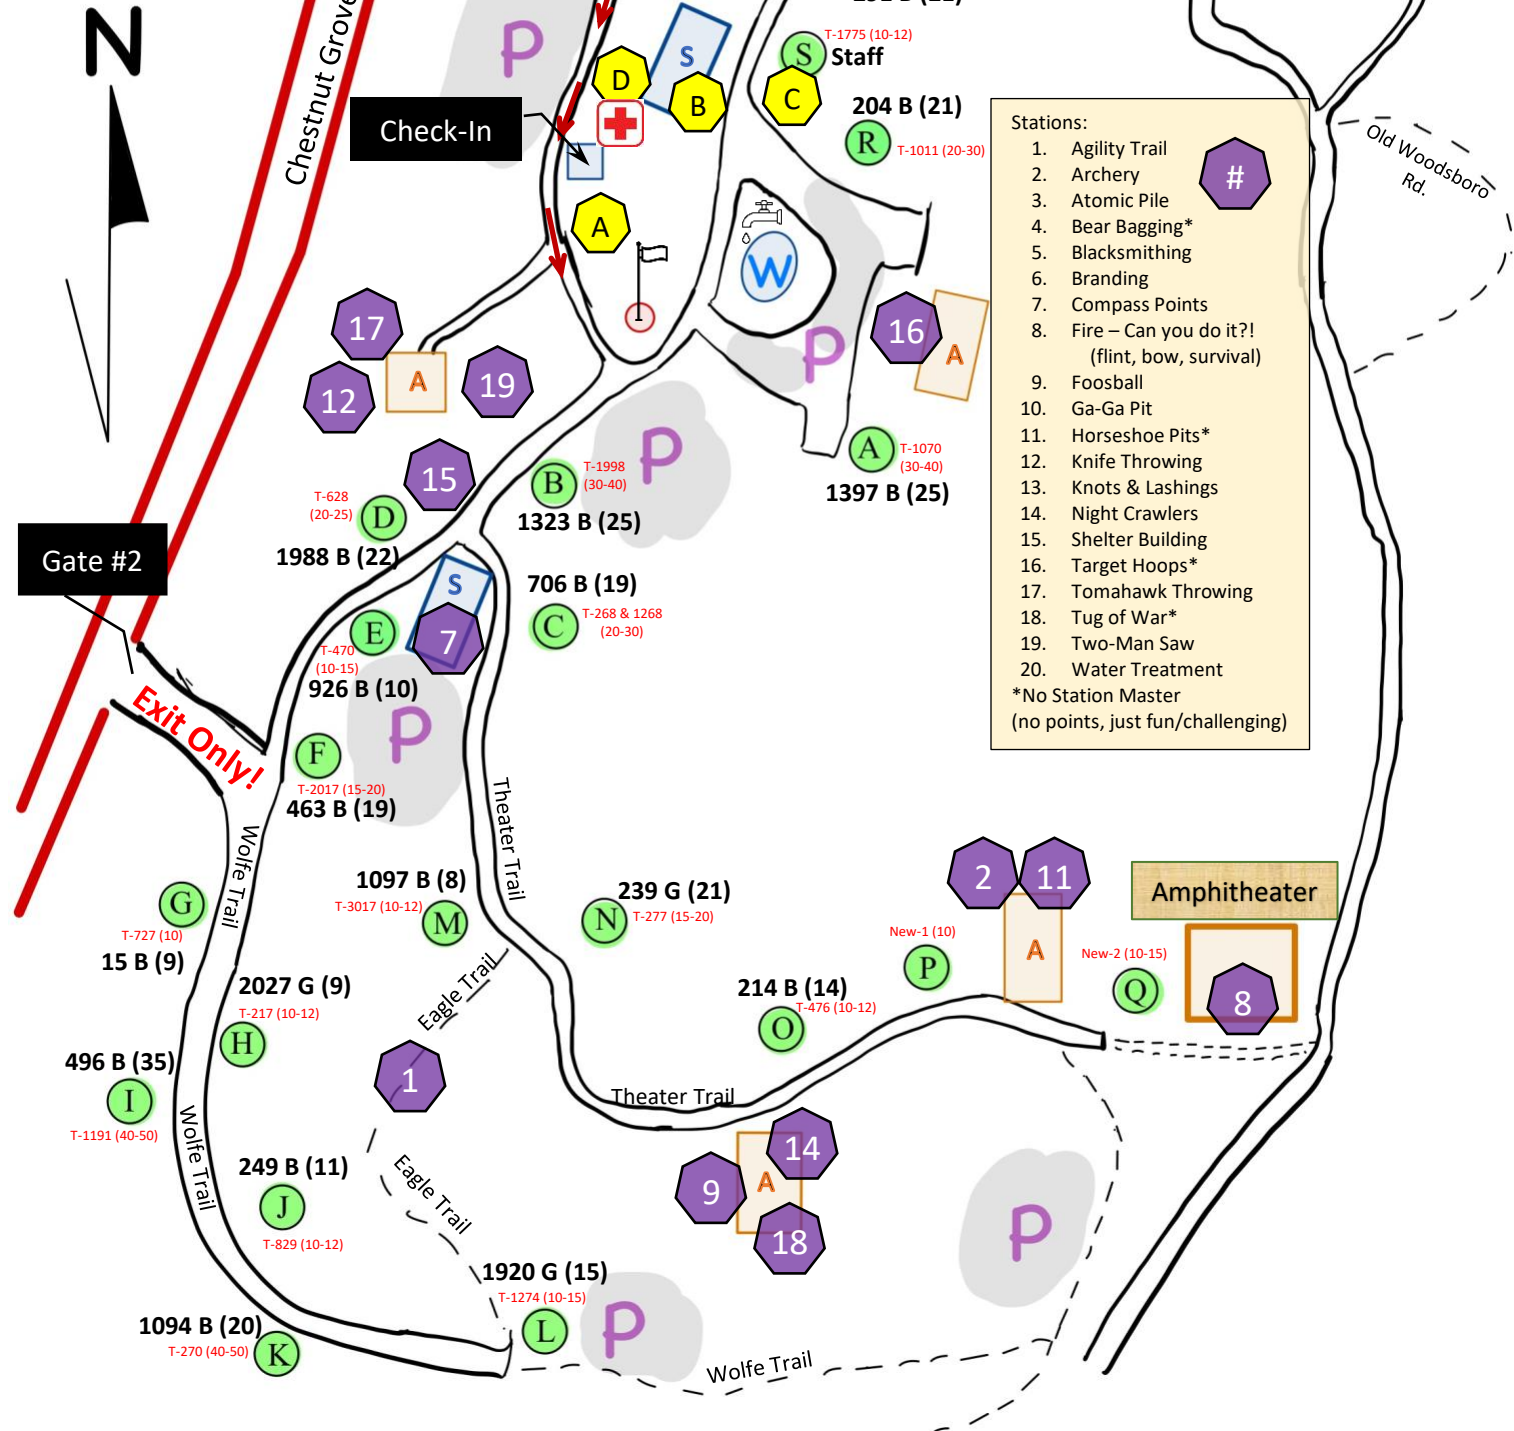 N
Chestnut Grove
P
S
D
B
C
S
T-1775 (10-12)
Staff
Check-In
204 B (21)
R
T-1011 (20-30)
A
W
Old Woodsboro
Rd.
Stations:
#
1. Agility Trail
2. Archery
3. Atomic Pile
4. Bear Bagging*
5. Blacksmithing
6. Branding
7. Compass Points
8. Fire – Can you do it?!
(flint, bow, survival)
9. Foosball
10. Ga-Ga Pit
11. Horseshoe Pits*
12. Knife Throwing
13. Knots & Lashings
14. Night Crawlers
15. Shelter Building
16. Target Hoops*
17. Tomahawk Throwing
18. Tug of War*
19. Two-Man Saw
20. Water Treatment
*No Station Master
(no points, just fun/challenging)
17
12
A
19
16
A
P
15
P
A
T-1070
(30-40)
1397 B (25)
B
T-1998
(30-40)
1323 B (25)
T-628
(20-25)
D
1988 B (22)
Gate #2
S
7
706 B (19)
C
T-268 & 1268
(20-30)
E
T-470
(10-15)
926 B (10)
Exit Only!
P
F
T-2017 (15-20)
463 B (19)
Theater Trail
Wolfe Trail
1097 B (8)
T-3017 (10-12)
M
239 G (21)
N
T-277 (15-20)
G
T-727 (10)
15 B (9)
2
11
A
Amphitheater
New-1 (10)
P
New-2 (10-15)
Q
8
Eagle Trail
2027 G (9)
T-217 (10-12)
H
214 B (14)
T-476 (10-12)
O
496 B (35)
I
T-1191 (40-50)
1
Theater Trail
Wolfe Trail
249 B (11)
J
T-829 (10-12)
Eagle Trail
14
9
A
18
P
1920 G (15)
T-1274 (10-15)
L
P
1094 B (20)
T-270 (40-50)
K
Wolfe Trail